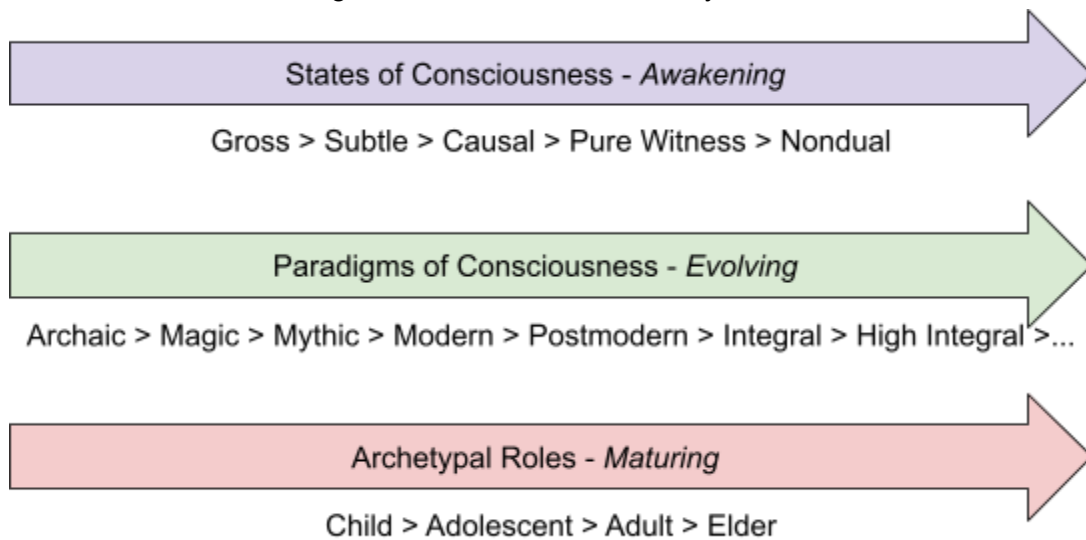 States of Consciousness - Awakening
Gross > Subtle > Causal > Pure Witness > Nondual
Paradigms of Consciousness - Evolving
Archaic > Magic > Mythic > Modern > Postmodern > Integral > High Integral >...
Archetypal Roles - Maturing
Child > Adolescent > Adult > Elder